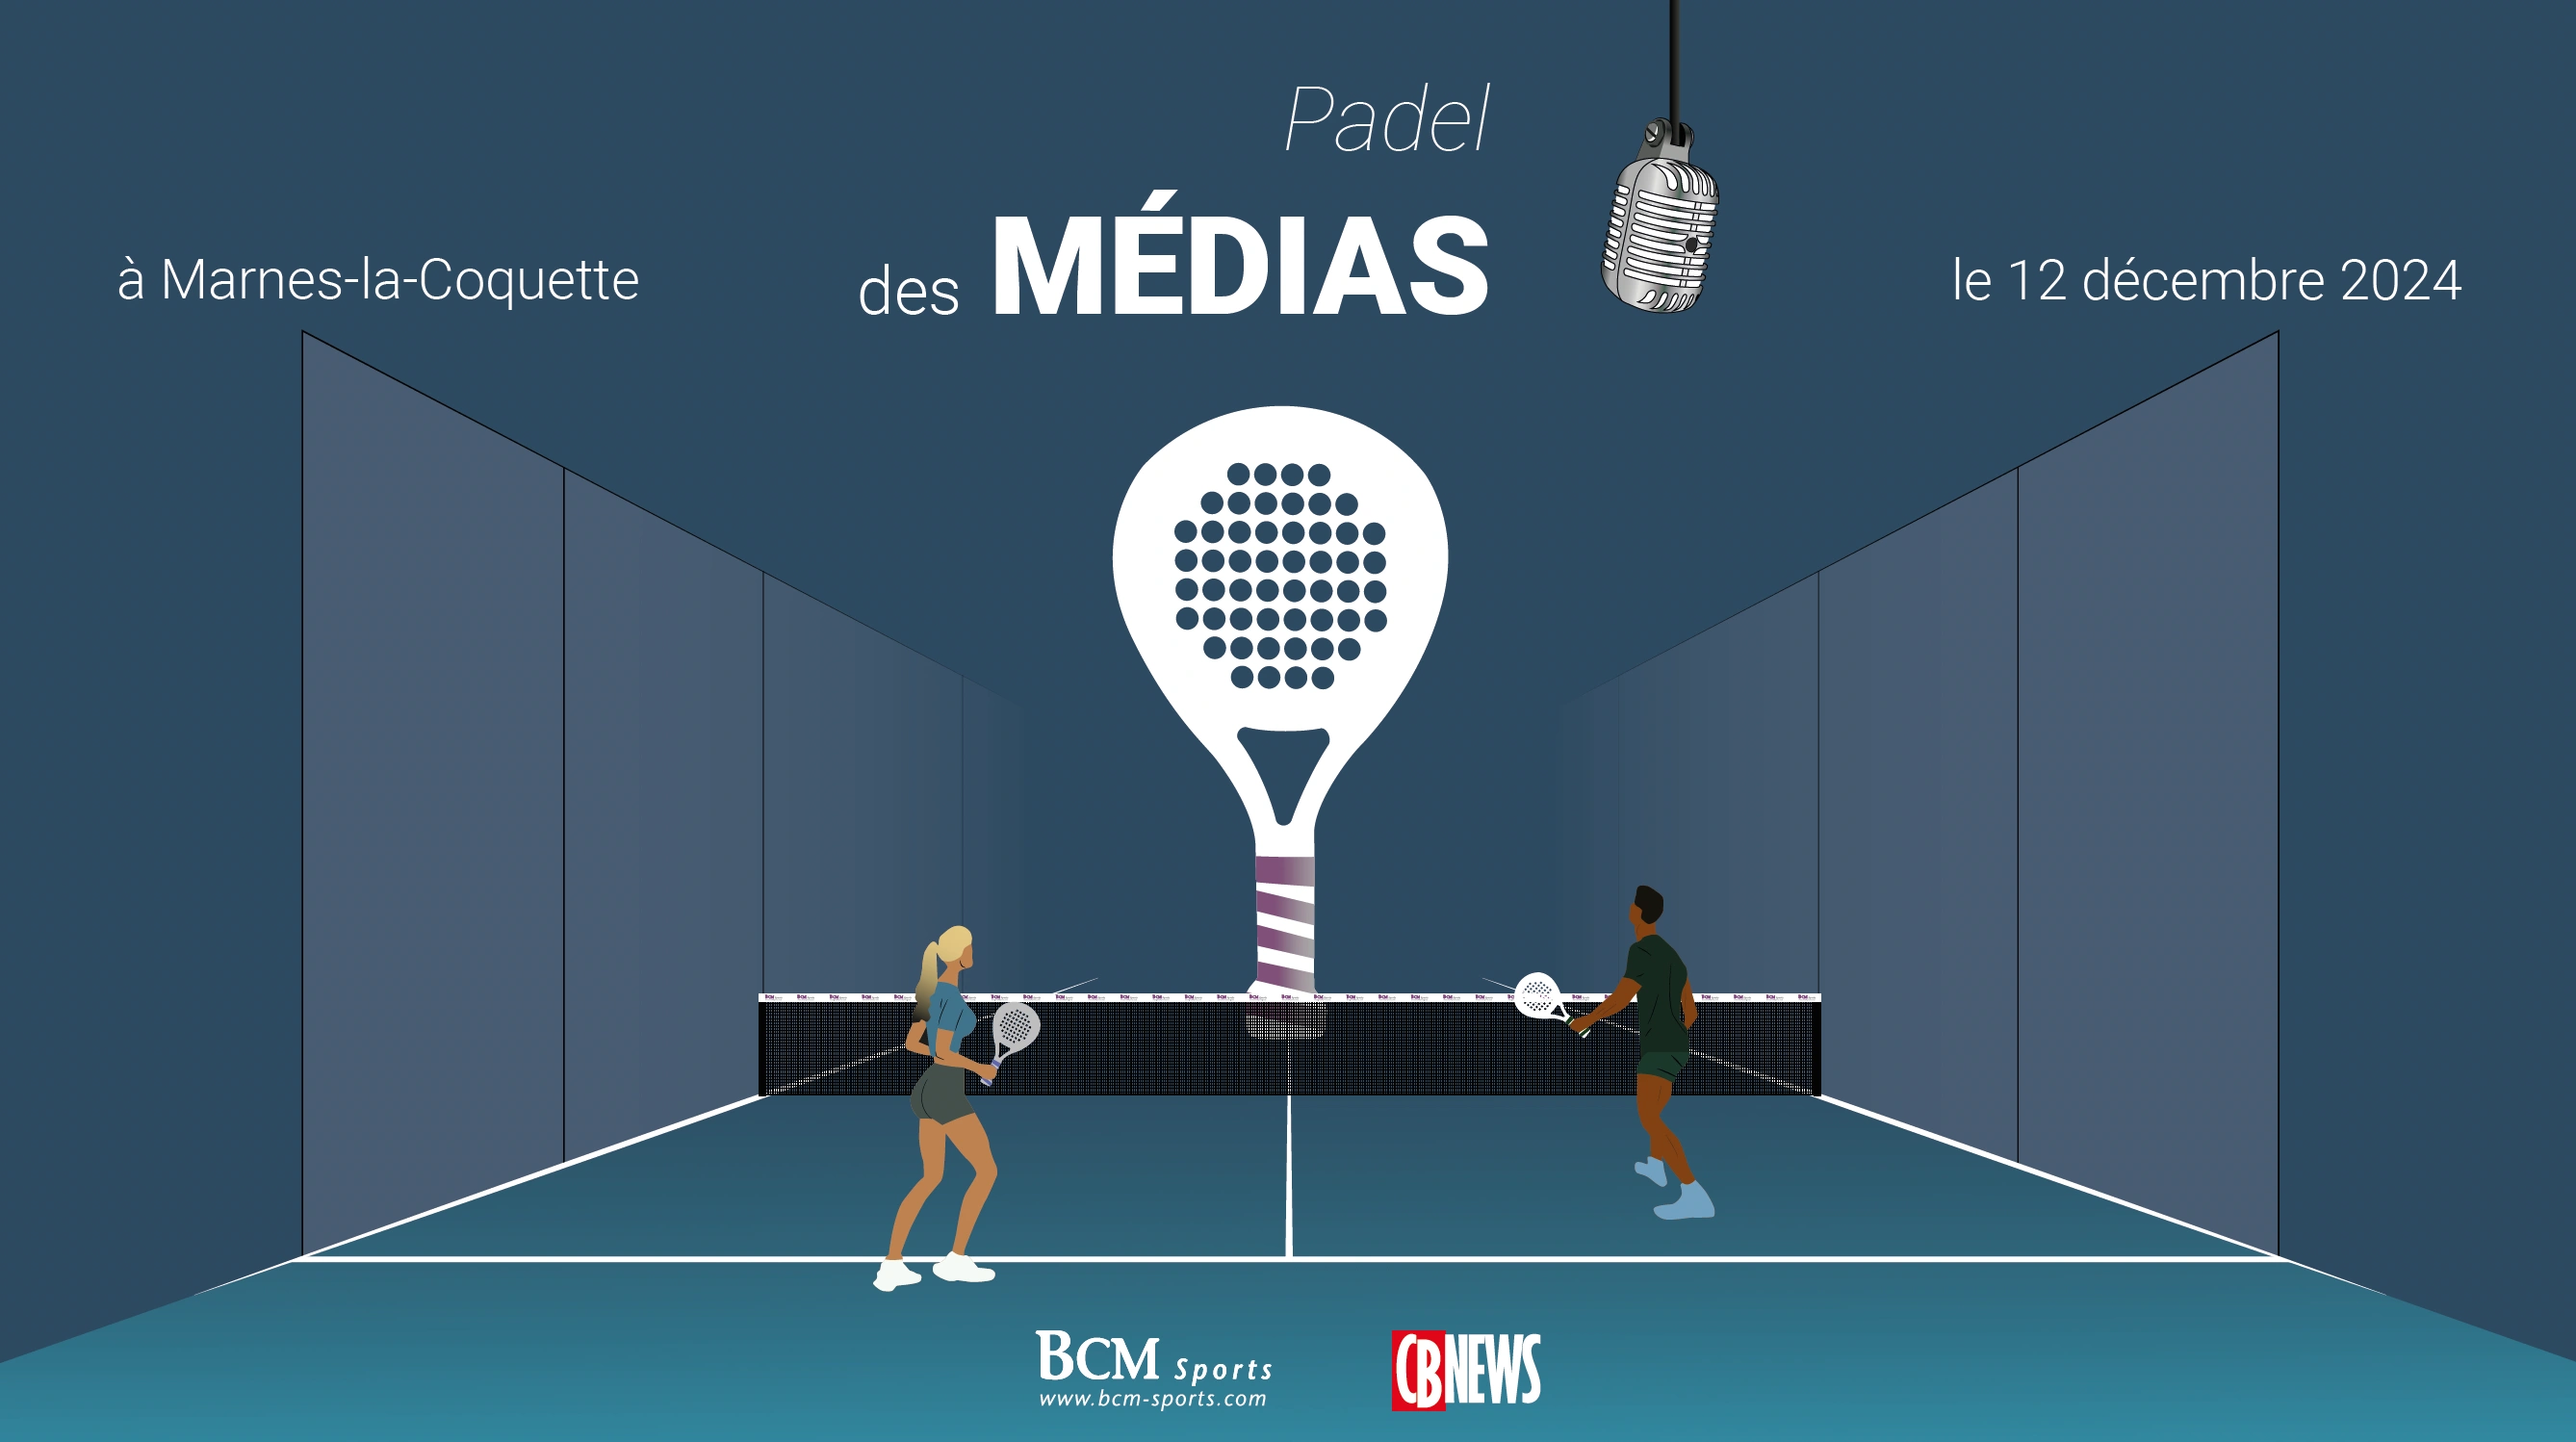 Padel
des MÉDIAS
à Marnes-la-Coquette
le 12 décembre 2024
BCM Sports
www.bcm-sports.com
CBNEWS